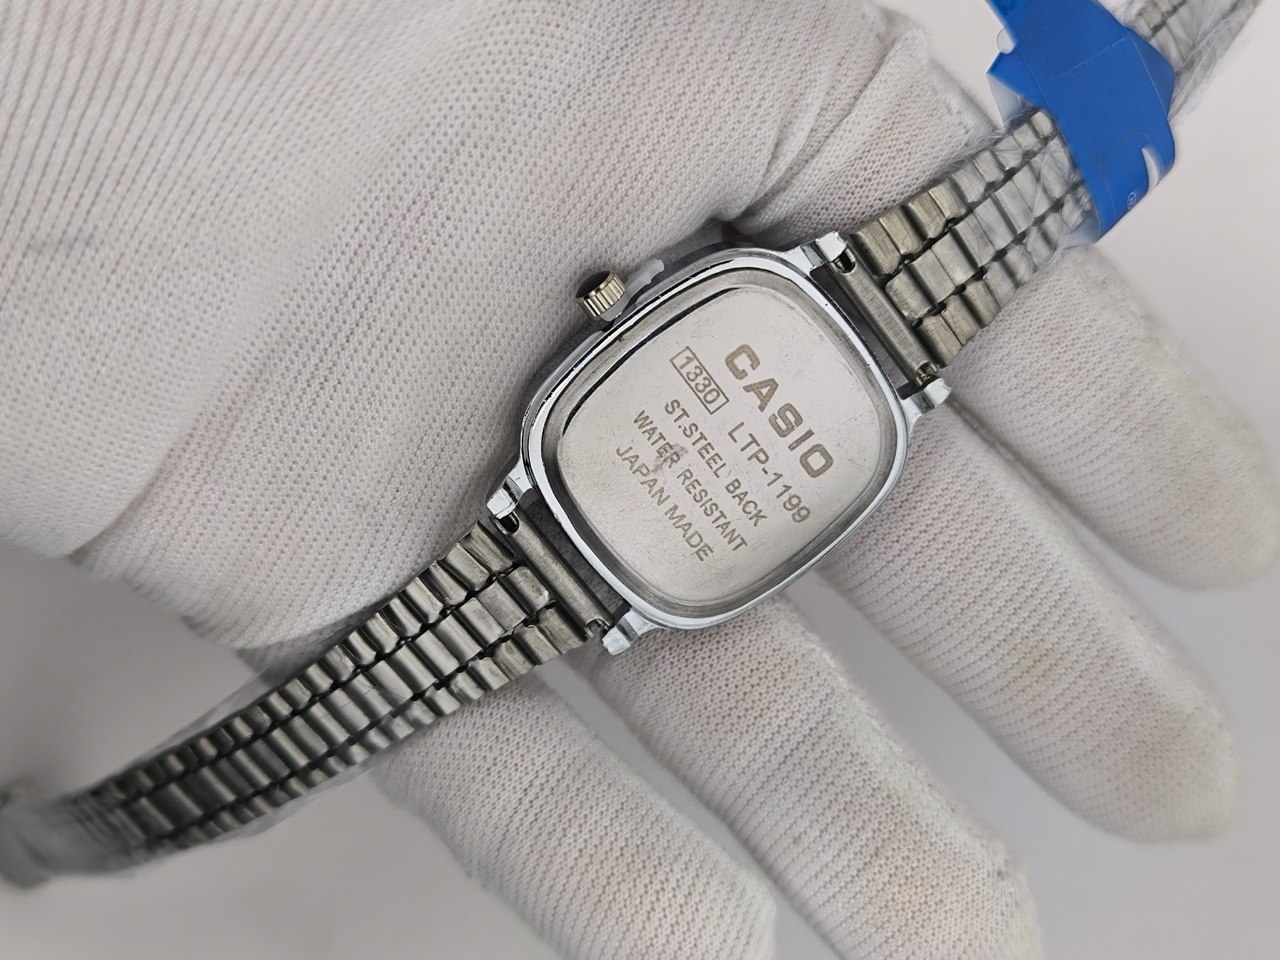 CASIO
1330 LTP-1199
ST.STEEL BACK
WATER RESISTANT
JAPAN MADE